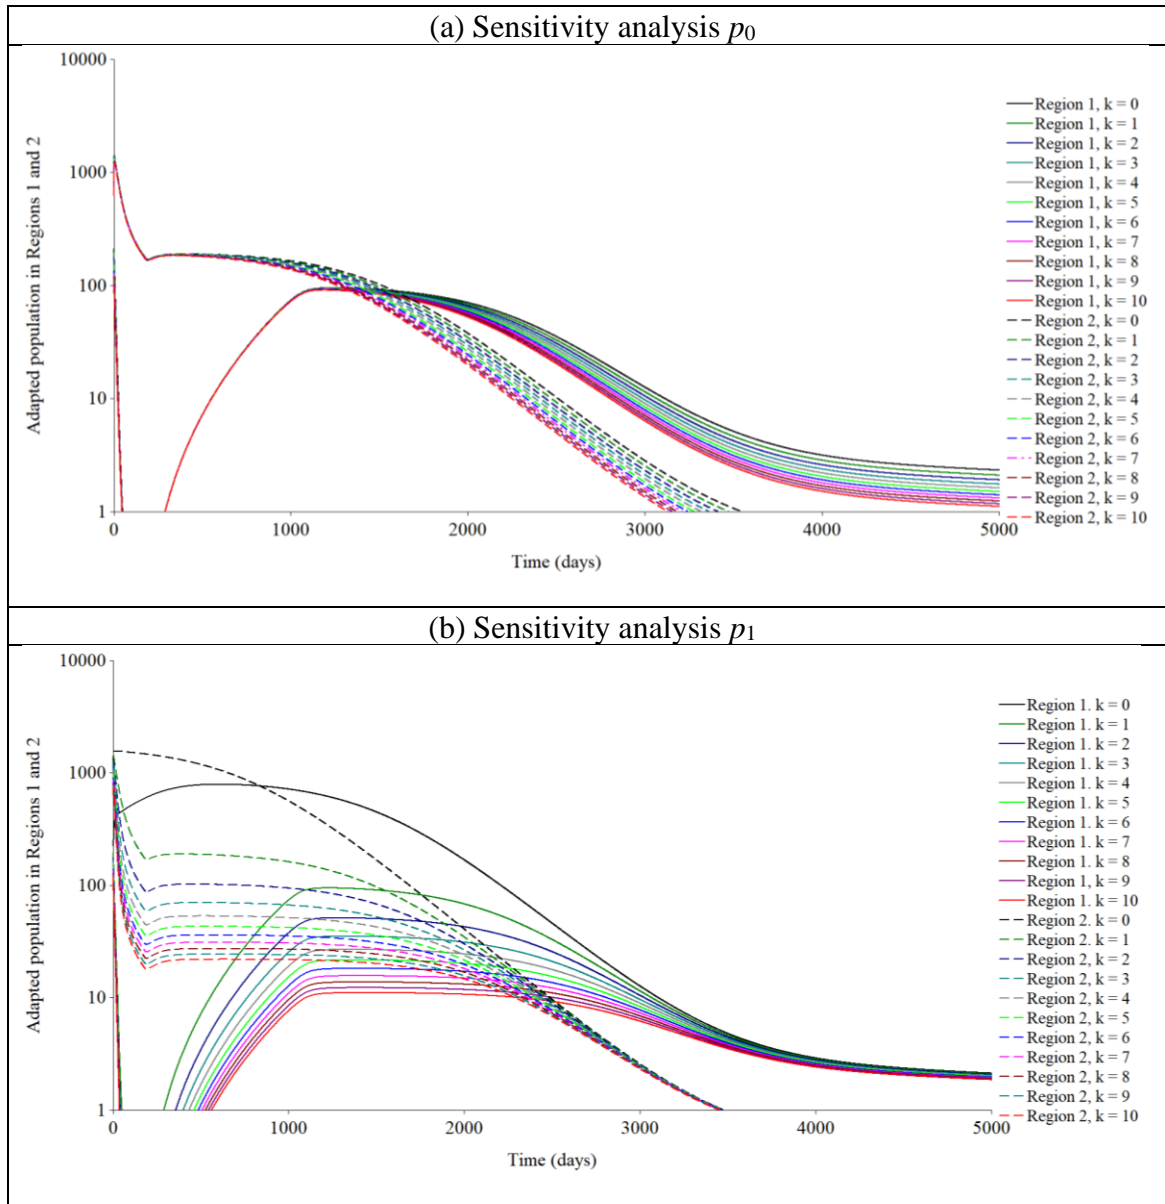 (a) Sensitivity analysis p0
10000
1000
100
10
1
Adapted population in Regions 1 and 2
0 1000 2000 3000 4000 5000
Time (days)
Region 1, k = 0
Region 1, k = 1
Region 1, k = 2
Region 1, k = 3
Region 1, k = 4
Region 1, k = 5
Region 1, k = 6
Region 1, k = 7
Region 1, k = 8
Region 1, k = 9
Region 1, k = 10
Region 2, k = 0
Region 2, k = 1
Region 2, k = 2
Region 2, k = 3
Region 2, k = 4
Region 2, k = 5
Region 2, k = 6
Region 2, k = 7
Region 2, k = 8
Region 2, k = 9
Region 2, k = 10
(b) Sensitivity analysis p1
10000
1000
100
10
1
Adapted population in Regions 1 and 2
0 1000 2000 3000 4000 5000
Time (days)
Region 1. k = 0
Region 1. k = 1
Region 1. k = 2
Region 1. k = 3
Region 1. k = 4
Region 1. k = 5
Region 1. k = 6
Region 1. k = 7
Region 1. k = 8
Region 1, k = 9
Region 1. k = 10
Region 2. k = 0
Region 2, k = 1
Region 2, k = 2
Region 2, k = 3
Region 2, k = 4
Region 2, k = 5
Region 2, k = 6
Region 2, k = 7
Region 2, k = 8
Region 2, k = 9
Region 2, k = 10